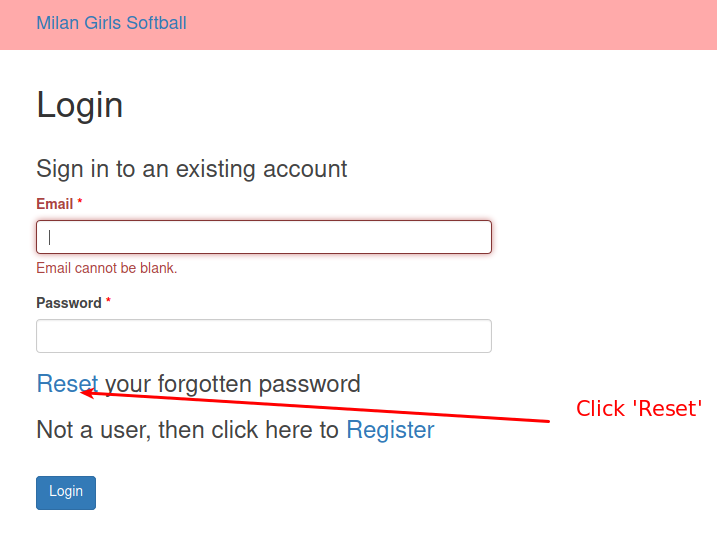 Milan Girls Softball
Login
Sign in to an existing account
Email *
Email cannot be blank.
Password *
Reset your forgotten password
Click 'Reset'
Not a user, then click here to Register
Login